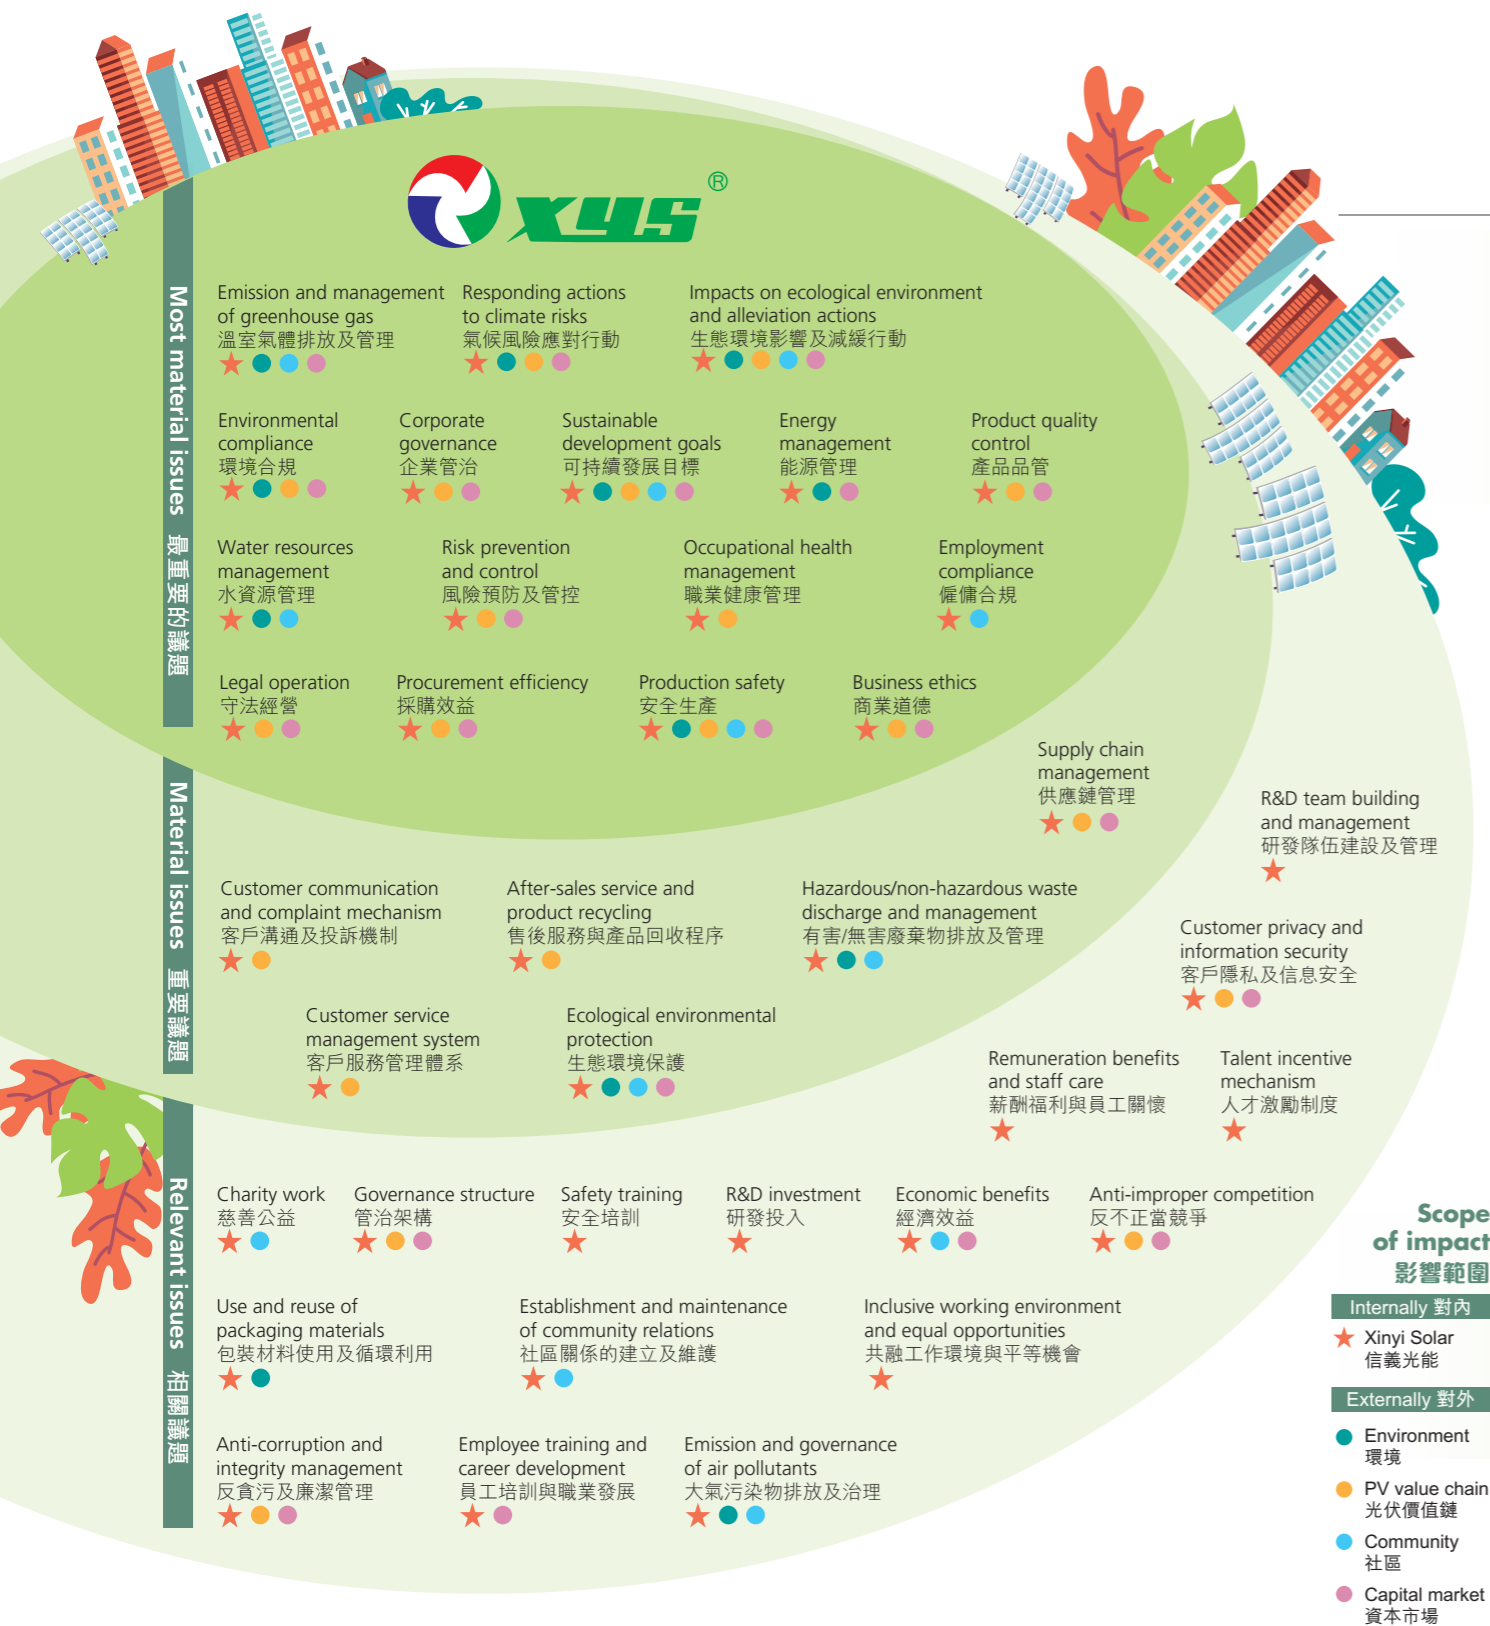 xys®
Most material issues 最重要的議題
Emission and management
of greenhouse gas
溫室氣體排放及管理
Responding actions
to climate risks
氣候風險應對行動
Impacts on ecological environment
and alleviation actions
生態環境影響及減緩行動
Environmental
compliance
環境合規
Corporate
governance
企業管治
Sustainable
development goals
可持續發展目標
Energy
management
能源管理
Product quality
control
產品品管
Water resources
management
水資源管理
Risk prevention
and control
風險預防及管控
Occupational health
management
職業健康管理
Employment
compliance
僱傭合規
Legal operation
守法經營
Procurement efficiency
採購效益
Production safety
安全生產
Business ethics
商業道德
Material issues 重要議題
Supply chain
management
供應鏈管理
Customer communication
and complaint mechanism
客戶溝通及投訴機制
After-sales service and
product recycling
售後服務與產品回收程序
Hazardous/non-hazardous waste
discharge and management
有害/無害廢棄物排放及管理
Customer service
management system
客戶服務管理體系
Ecological environmental
protection
生態環境保護
Relevant issues 相關議題
R&D team building
and management
研發隊伍建設及管理
Customer privacy and
information security
客戶隱私及信息安全
Remuneration benefits
and staff care
薪酬福利與員工關懷
Talent incentive
mechanism
人才激勵制度
Charity work
慈善公益
Governance structure
管治架構
Safety training
安全培訓
R&D investment
研發投入
Economic benefits
經濟效益
Anti-improper competition
反不正當競爭
Use and reuse of
packaging materials
包裝材料使用及循環利用
Establishment and maintenance
of community relations
社區關係的建立及維護
Inclusive working environment
and equal opportunities
共融工作環境與平等機會
Anti-corruption and
integrity management
反貪污及廉潔管理
Employee training and
career development
員工培訓與職業發展
Emission and governance
of air pollutants
大氣污染物排放及治理
Scope
of impact
影響範圍
Internally 對內
Xinyi Solar
信義光能
Externally 對外
Environment
環境
PV value chain
光伏價值鏈
Community
社區
Capital market
資本市場